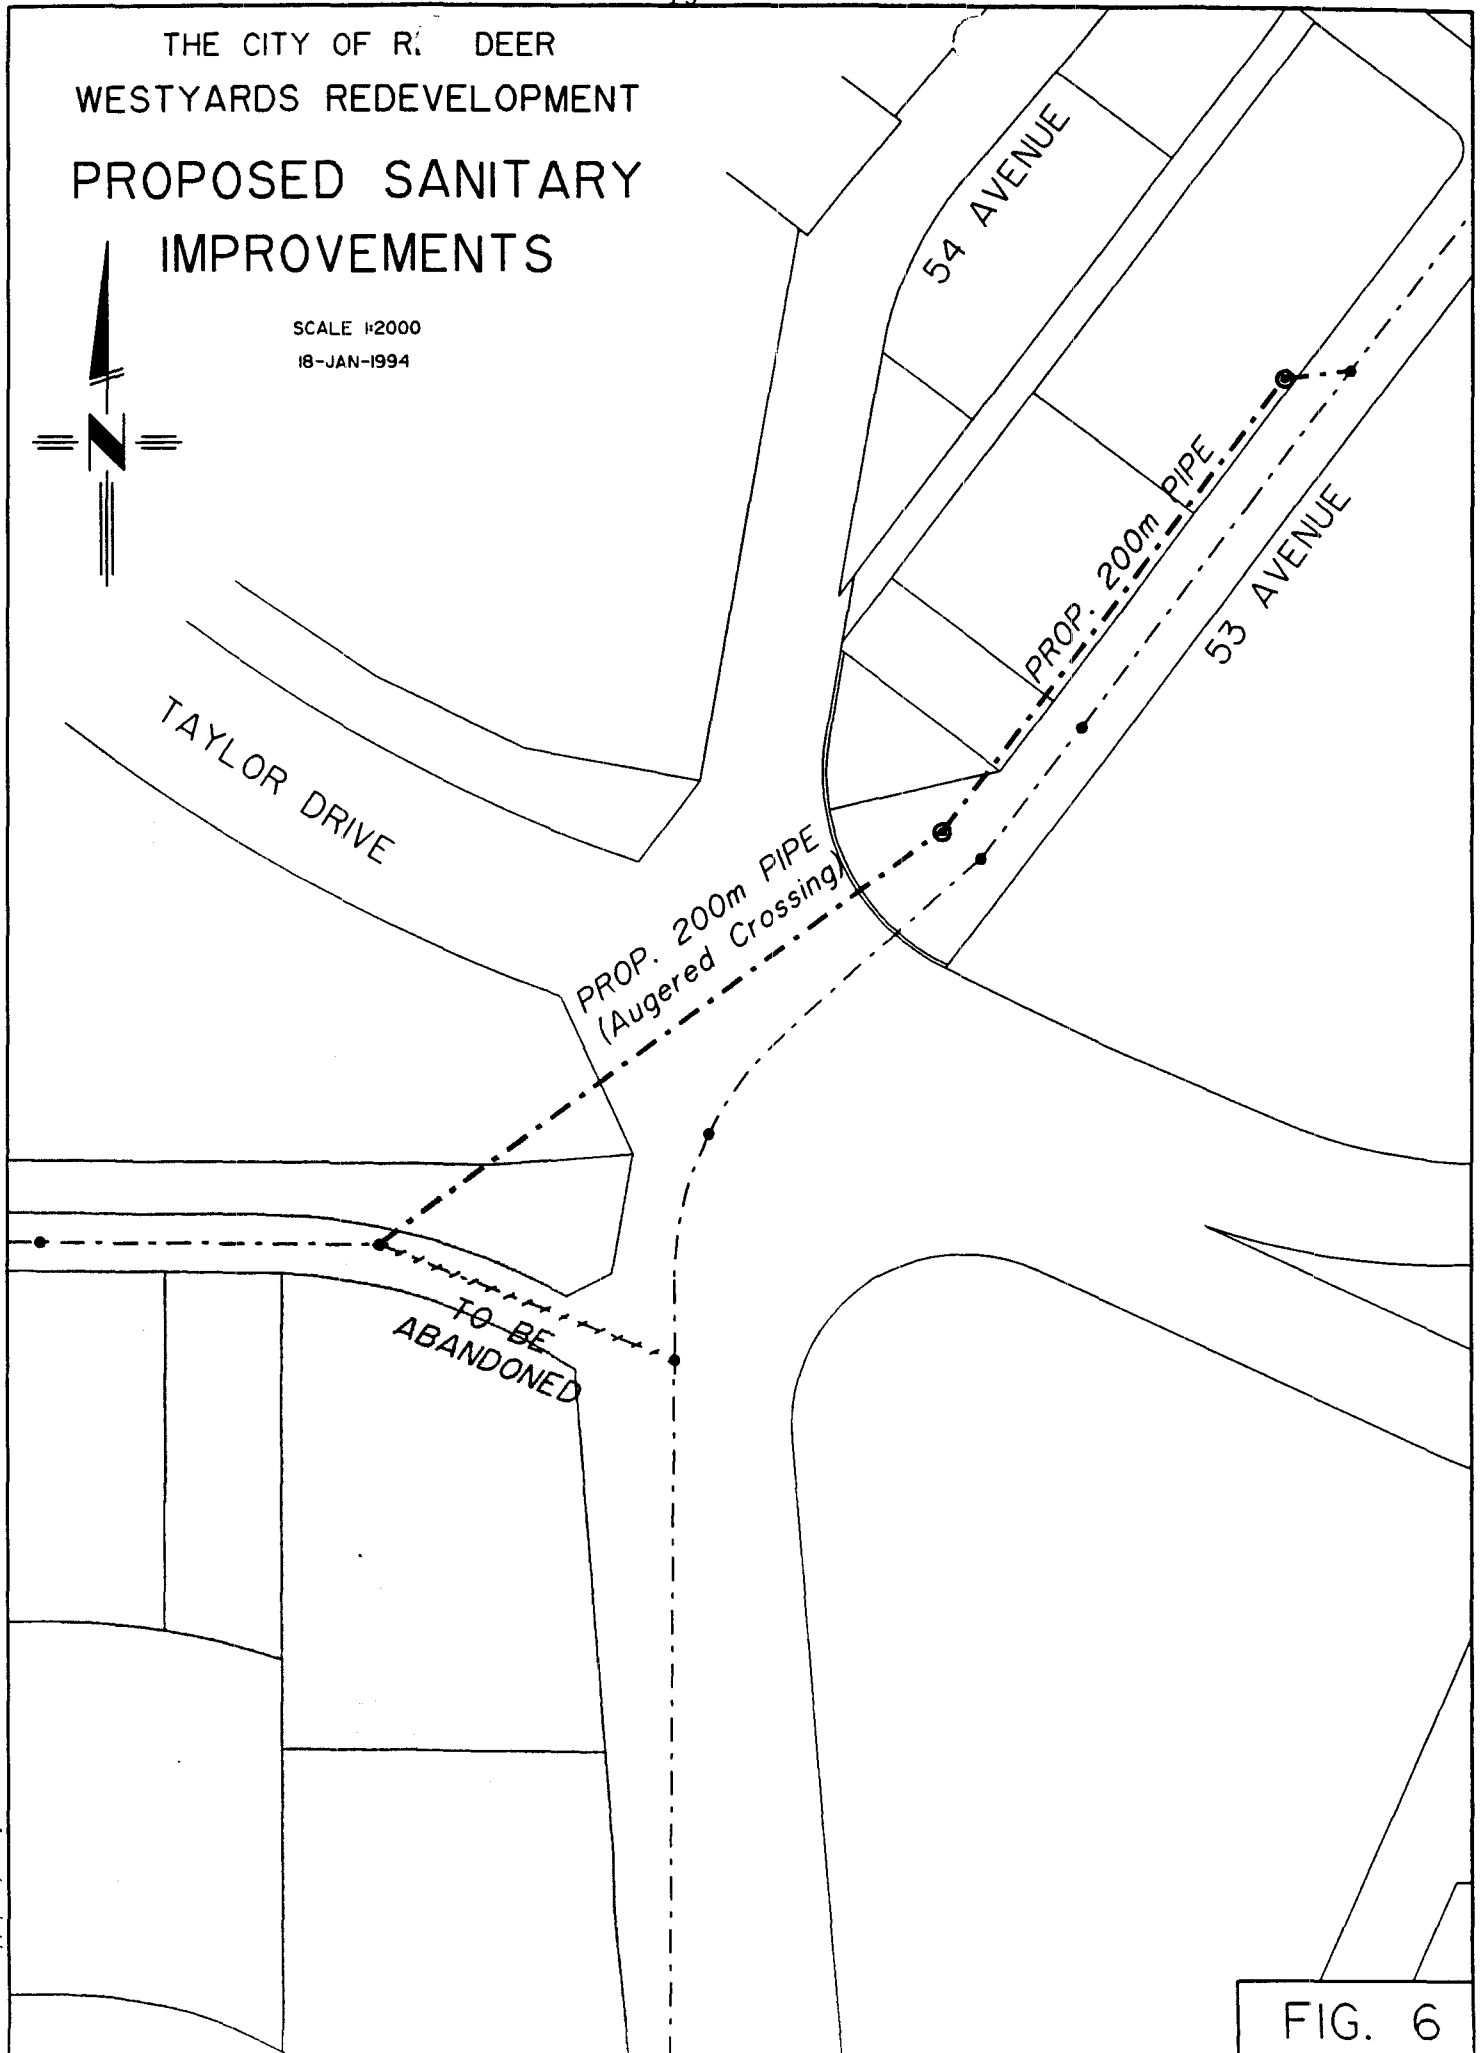 THE CITY OF DEER
WESTYARDS REDEVELOPMENT
PROPOSED SANITARY
IMPROVEMENTS
SCALE 1:2000
18-JAN-1994
N
54 AVENUE
53 AVENUE
PROP. 200m PIPE
TAYLOR DRIVE
PROP. 200m PIPE
(Augered Crossing)
TO BE
ABANDONED
FIG. 6